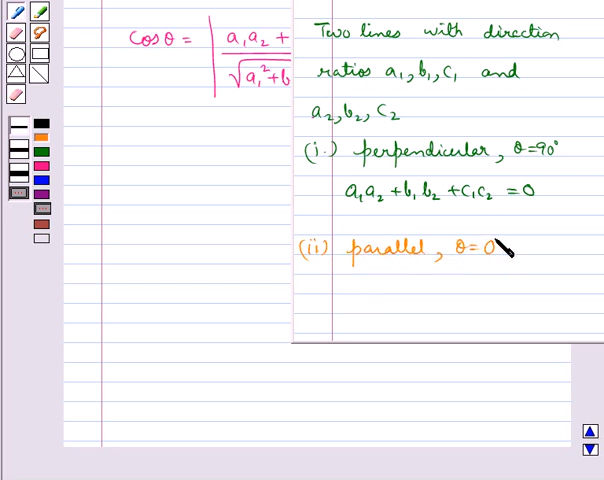 cosθ = | a₁a₂ +
√a₁²+b
Two lines with direction
ratios a₁, b₁, c₁ and
a₂, b₂, c₂
(i.) perpendicular, θ=90°
a₁a₂ + b₁b₂ + c₁c₂ = 0
(ii) parallel, θ=0